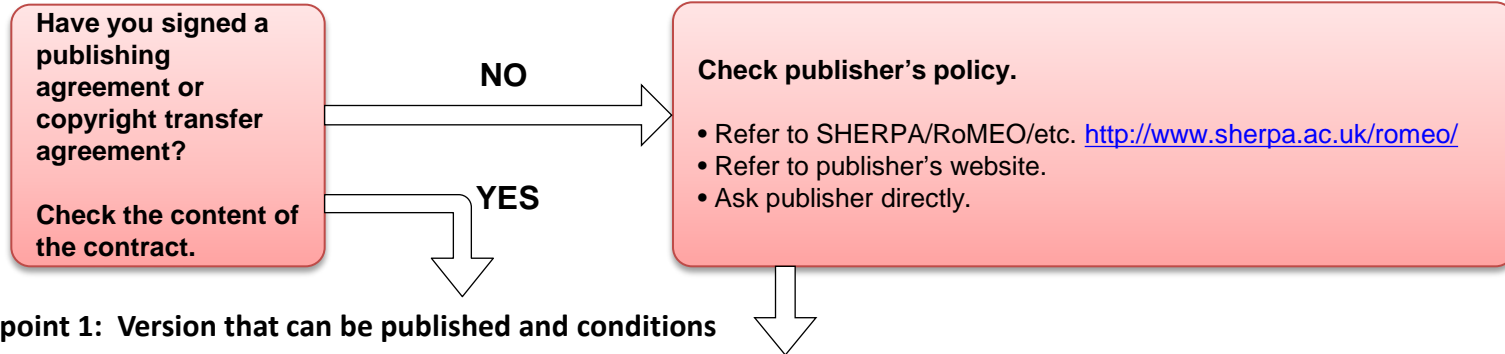 Have you signed a
publishing
agreement or
copyright transfer
agreement?
Check the content of
the contract.
NO
YES
Check publisher's policy.
• Refer to SHERPA/RoMEO/etc. http://www.sherpa.ac.uk/romeo/
• Refer to publisher's website.
• Ask publisher directly.
point 1: Version that can be published and conditions